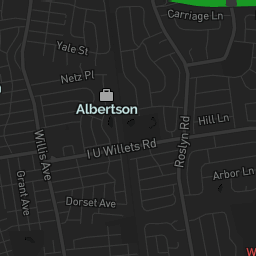 Carriage Ln
Yale St
Netz Pl
Albertson
Hill Ln
Willis Ave
I U Willets Rd
Roslyn Rd
Arbor Ln
Grant Ave
Dorset Ave
W